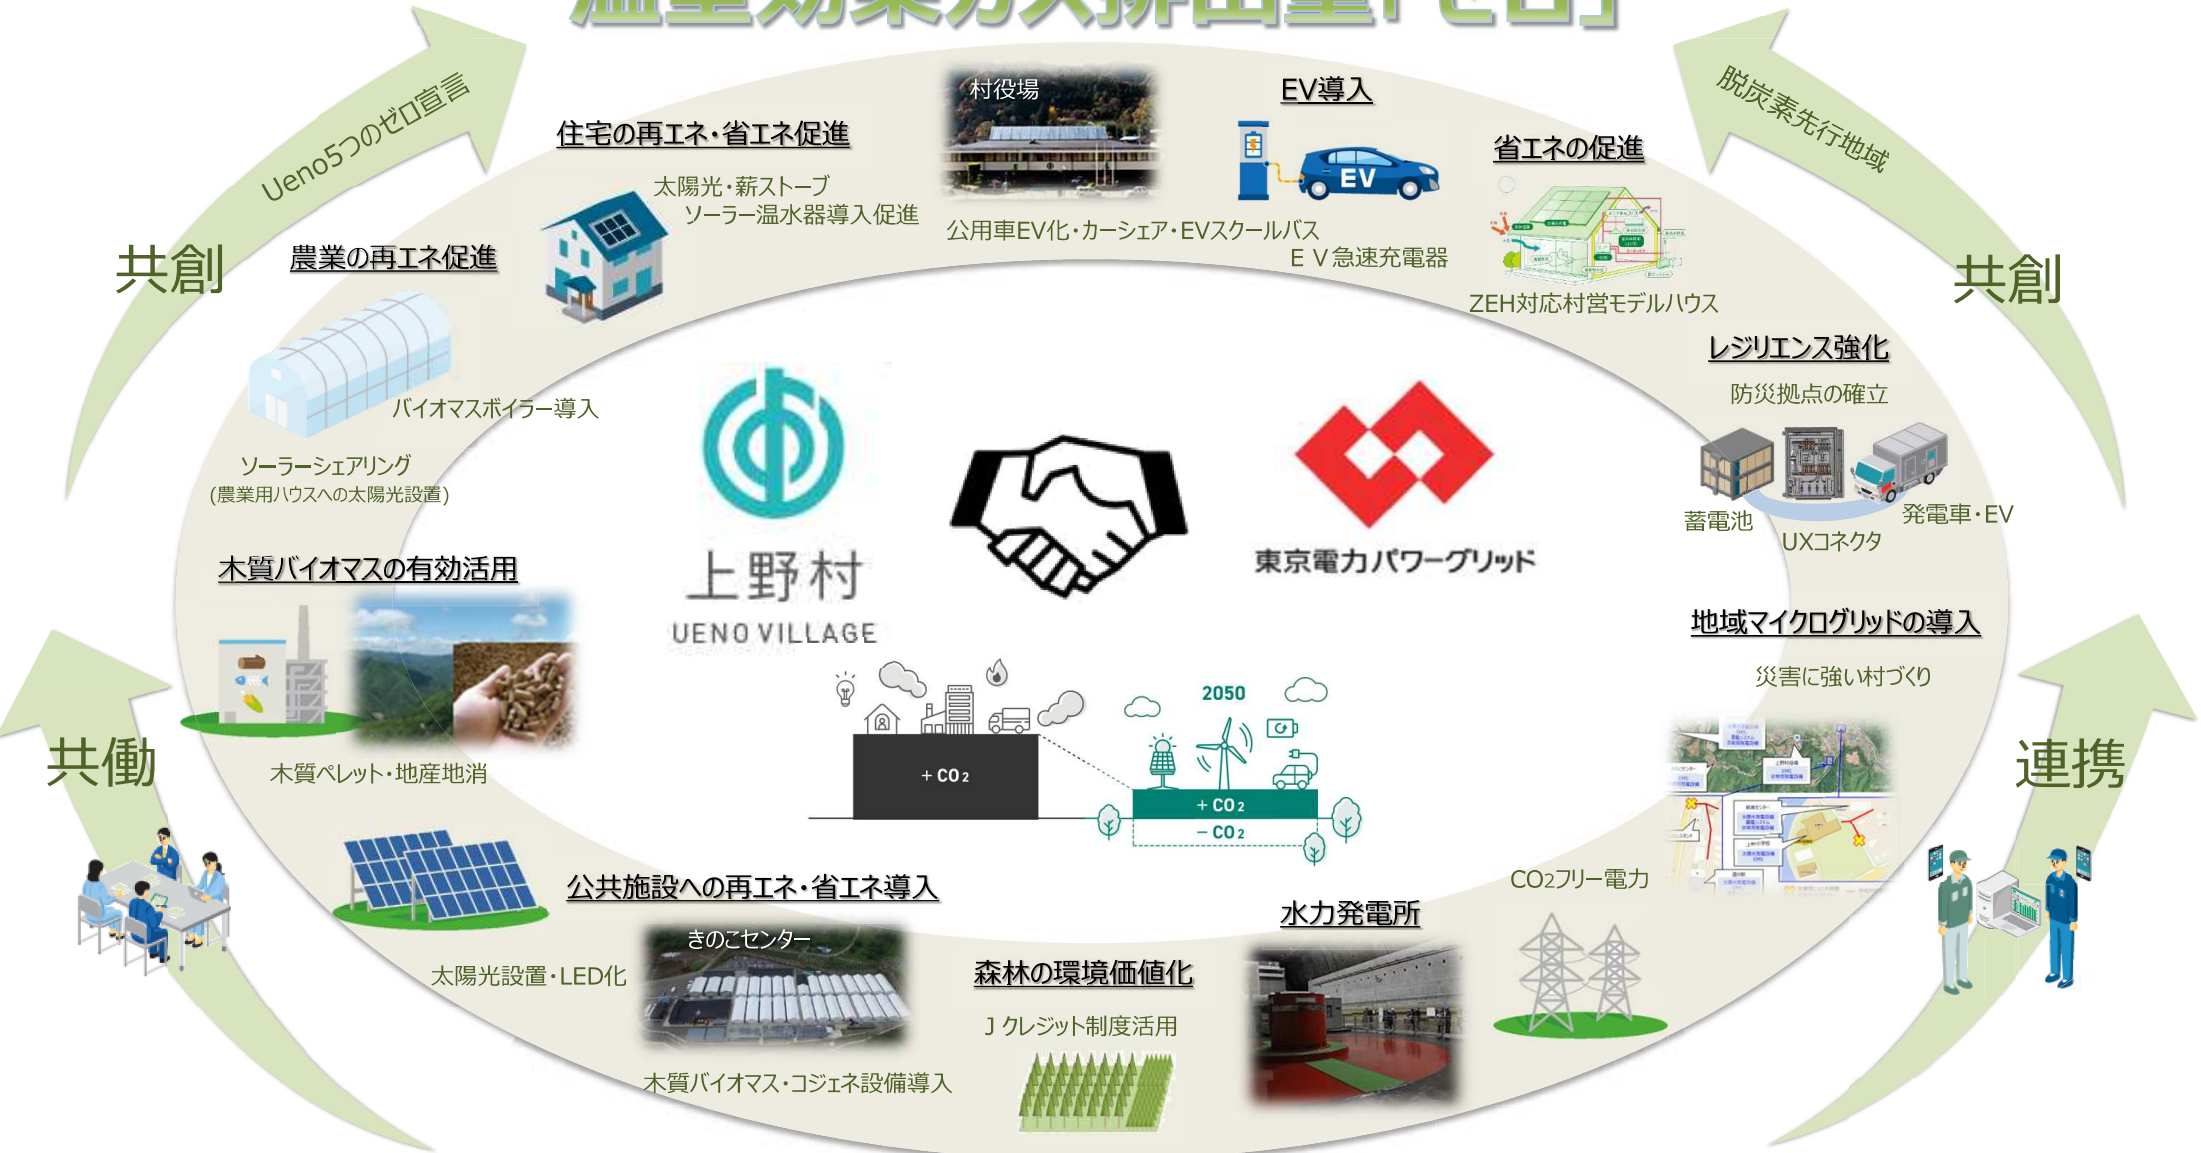 温室効果ガス排出量「ゼロ」
Ueno5つのゼロ宣言
脱炭素先行地域
共創
共創
村役場
EV導入
EV
公用車EV化・カーシェア・EVスクールバス
ＥＶ急速充電器
住宅の再エネ・省エネ促進
太陽光・薪ストーブ
ソーラー温水器導入促進
省エネの促進
ZEH対応村営モデルハウス
農業の再エネ促進
バイオマスボイラー導入
ソーラーシェアリング
(農業用ハウスへの太陽光設置)
レジリエンス強化
防災拠点の確立
蓄電池
UXコネクタ
発電車・EV
上野村
UENO VILLAGE
東京電力パワーグリッド
木質バイオマスの有効活用
木質ペレット・地産地消
地域マイクログリッドの導入
災害に強い村づくり
共働
連携
2050
+ CO2
+ CO2
− CO2
公共施設への再エネ・省エネ導入
きのこセンター
太陽光設置・LED化
木質バイオマス・コジェネ設備導入
森林の環境価値化
Ｊクレジット制度活用
水力発電所
CO2フリー電力